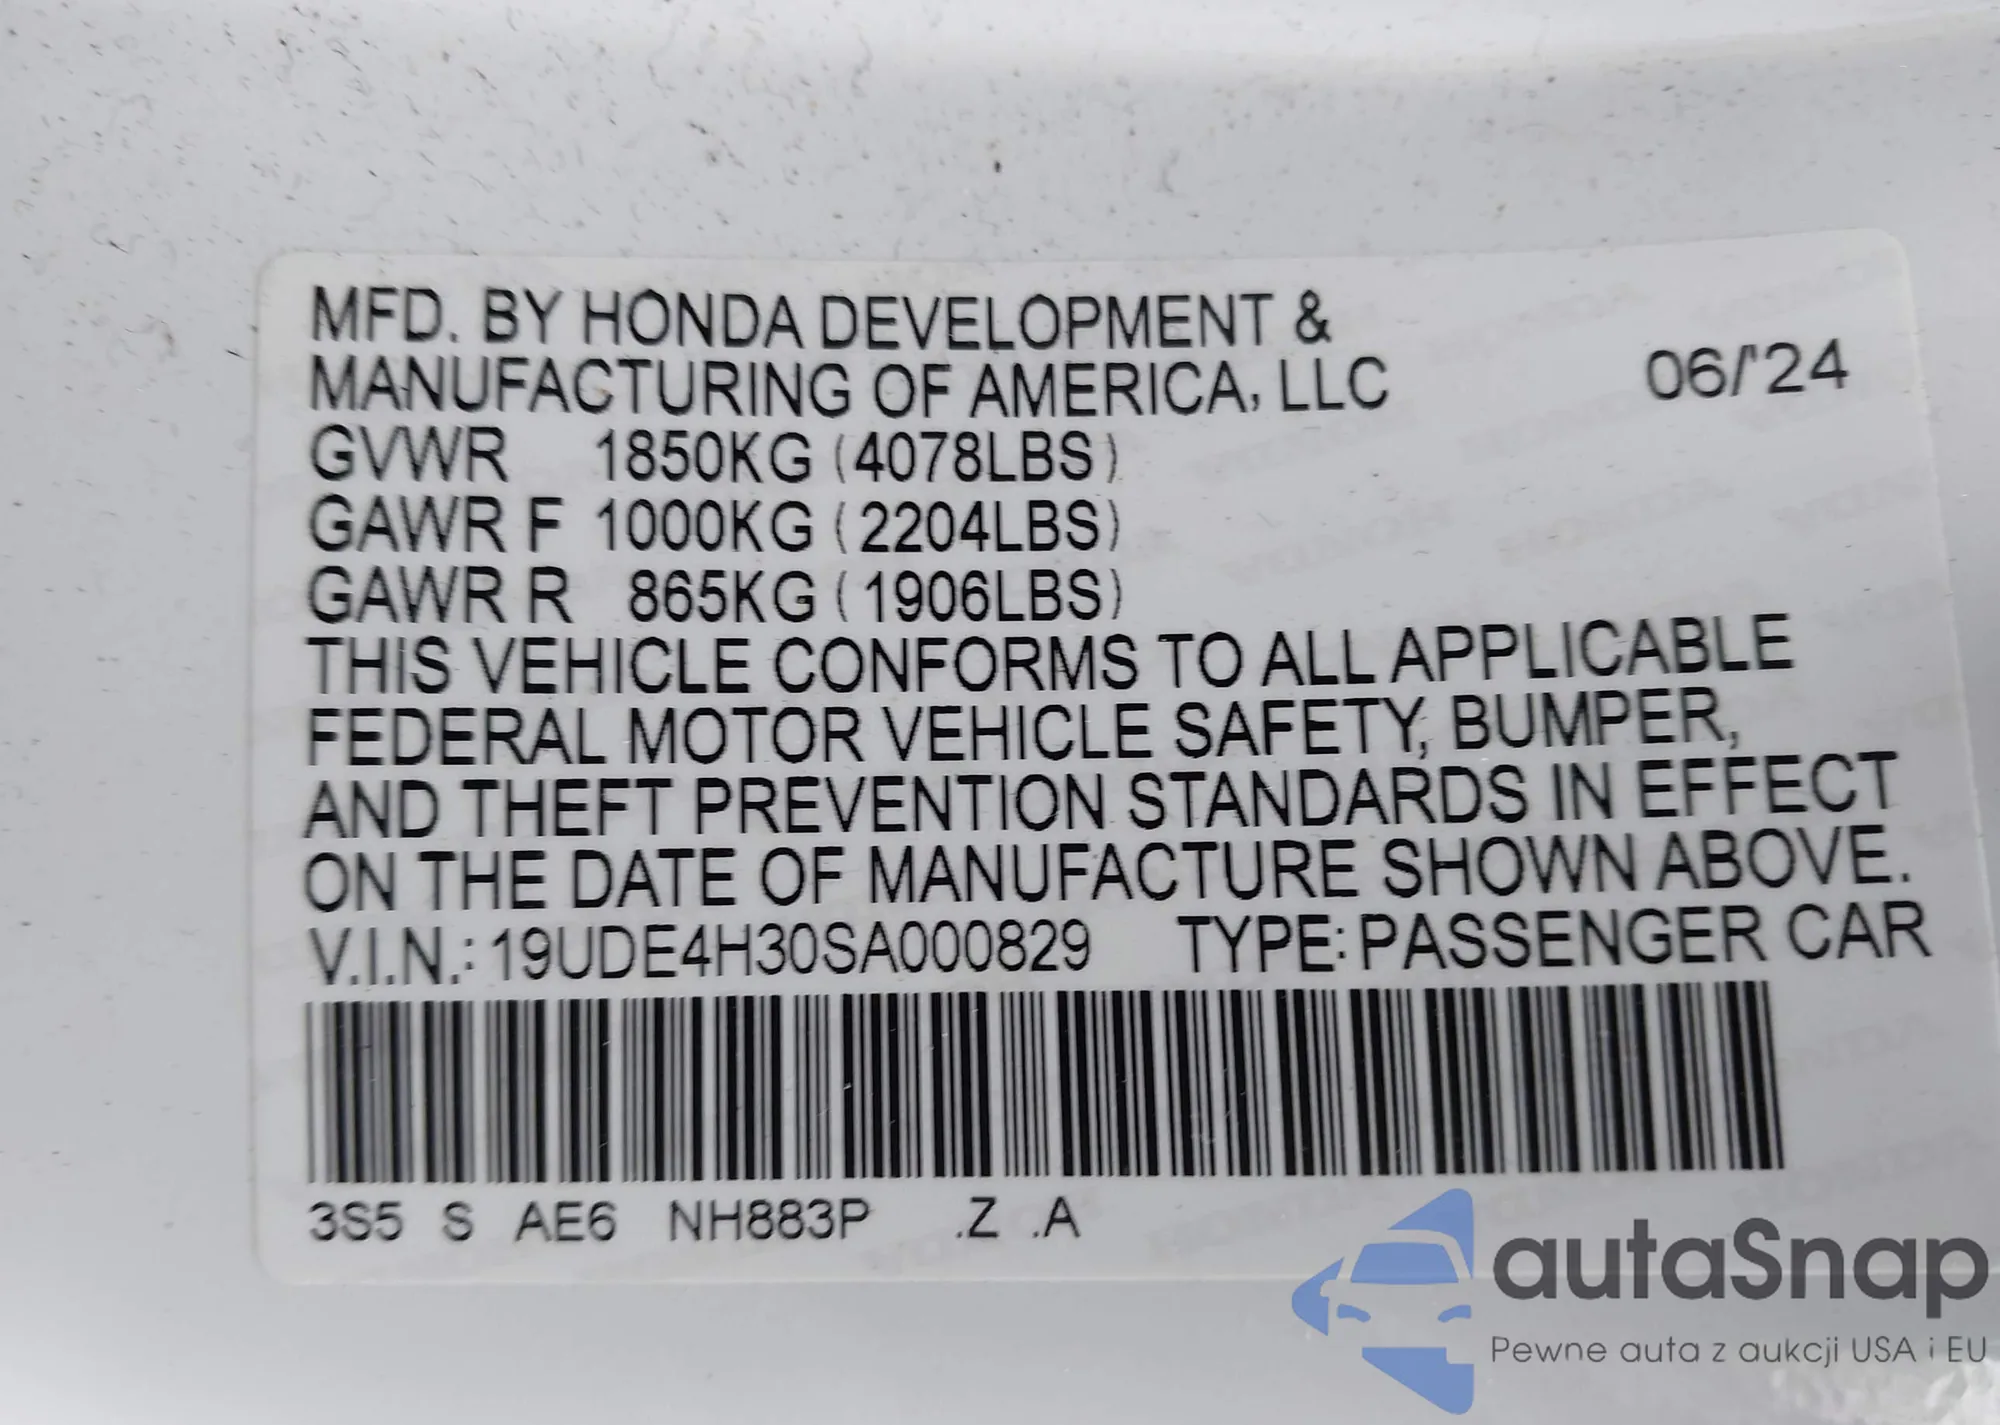 MFD. BY HONDA DEVELOPMENT &
MANUFACTURING OF AMERICA, LLC
06/'24
GVWR 1850KG (4078LBS)
GAWR F 1000KG (2204LBS)
GAWR R 865KG (1906LBS)
THIS VEHICLE CONFORMS TO ALL APPLICABLE
FEDERAL MOTOR VEHICLE SAFETY, BUMPER,
AND THEFT PREVENTION STANDARDS IN EFFECT
ON THE DATE OF MANUFACTURE SHOWN ABOVE.
V.I.N.: 19UDE4H30SA000829 TYPE: PASSENGER CAR
3S5 S AE6 NH883P .Z .A
autaSnap
Pewne auta z aukcji USA i EU